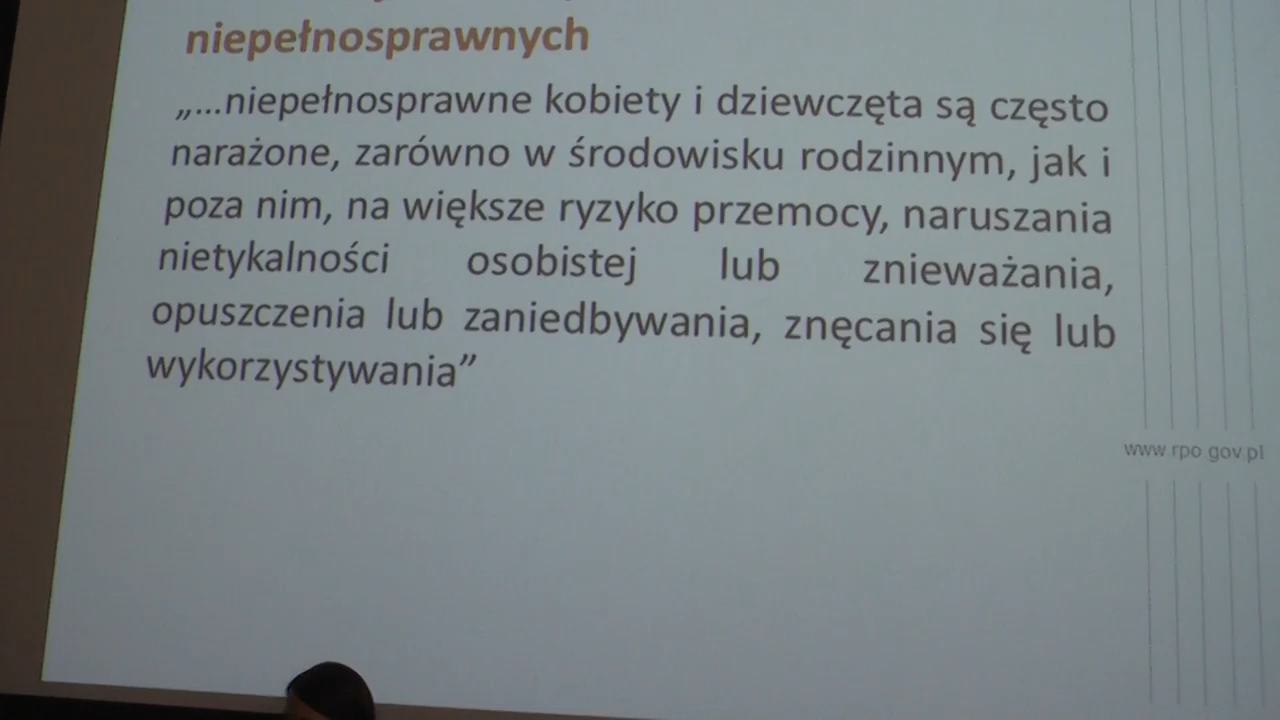 niepełnosprawnych
„...niepełnosprawne kobiety i dziewczęta są często
narażone, zarówno w środowisku rodzinnym, jak i
poza nim, na większe ryzyko przemocy, naruszania
nietykalności osobistej lub znieważania,
opuszczenia lub zaniedbywania, znęcania się lub
wykorzystywania”
www.rpo.gov.pl